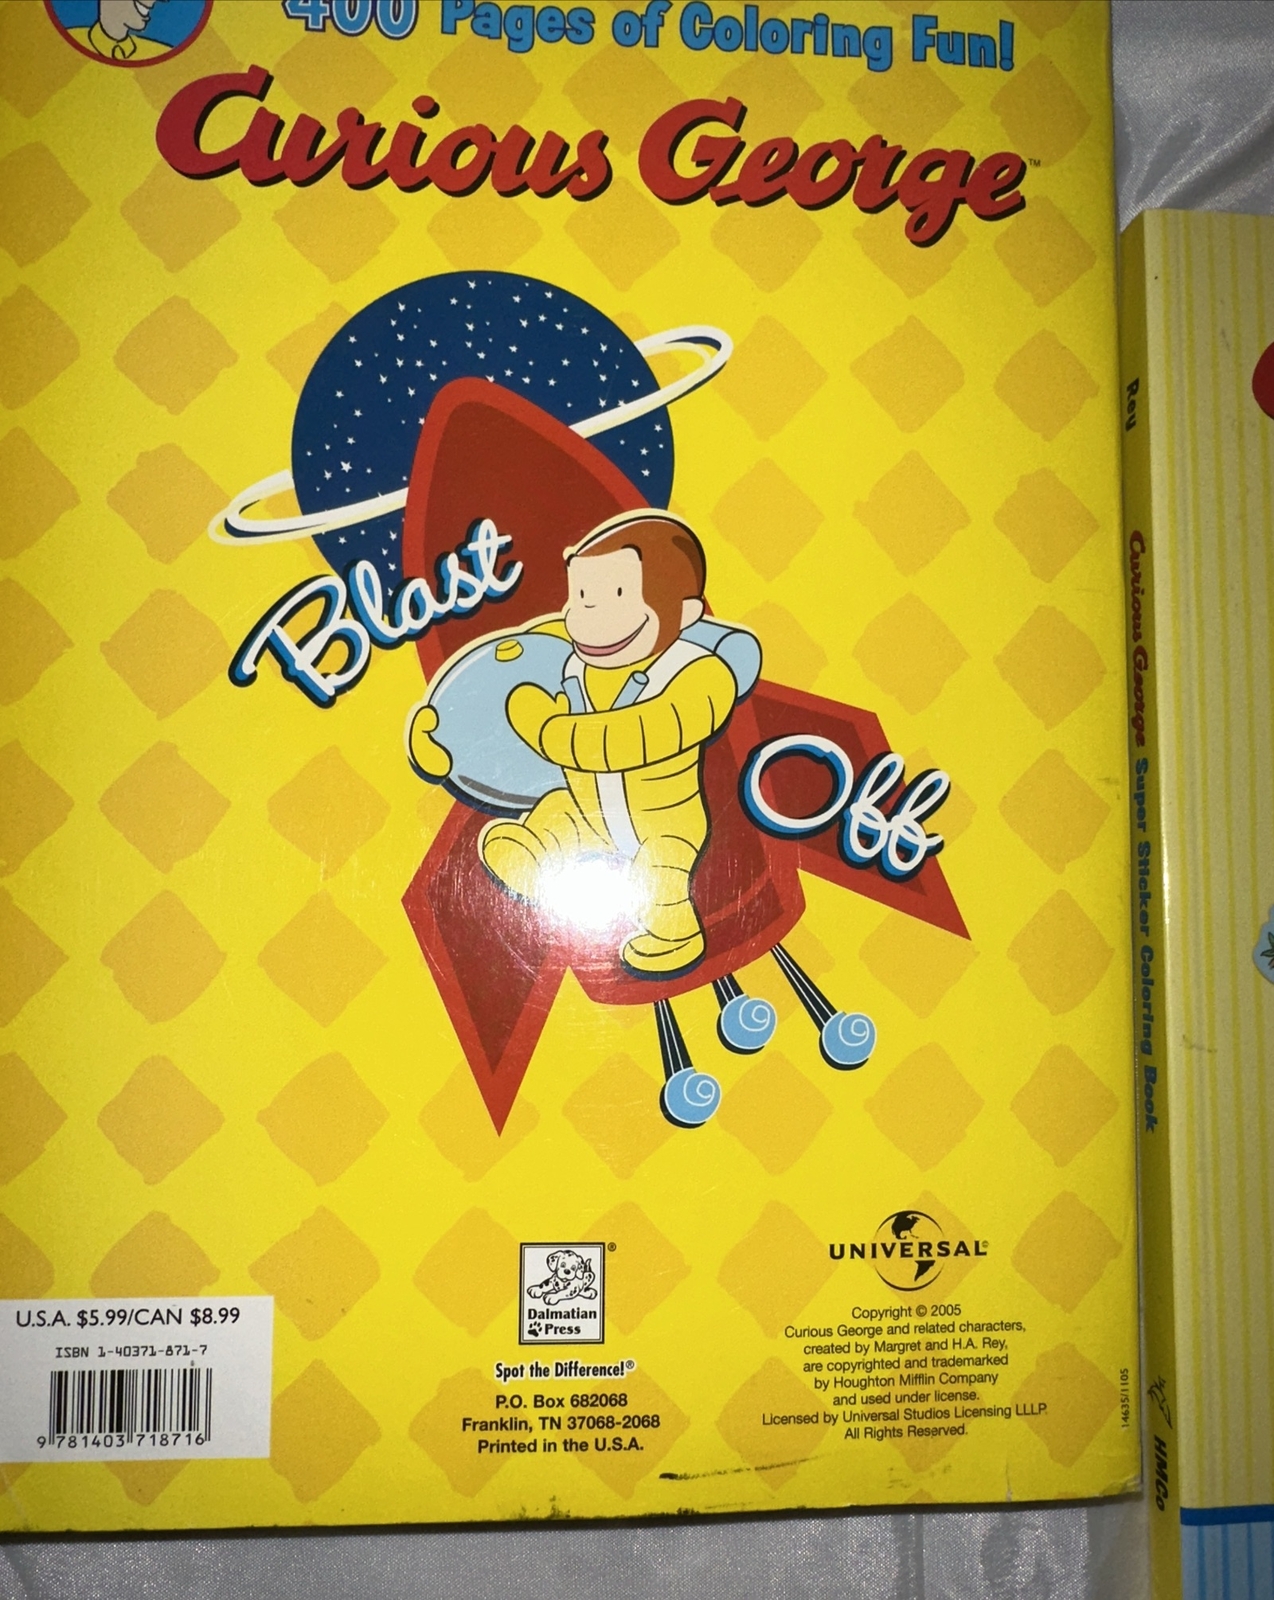 400 Pages of Coloring Fun!
Curious George™
Blast
Off
UNIVERSAL®
Dalmatian
Press
®
Spot the Difference!®
P.O. Box 682068
Franklin, TN 37068-2068
Printed in the U.S.A.
Copyright © 2005
Curious George and related characters,
created by Margret and H.A. Rey,
are copyrighted and trademarked
by Houghton Mifflin Company
and used under license.
Licensed by Universal Studios Licensing LLLP.
All Rights Reserved.
14635/1105
U.S.A. $5.99/CAN $8.99
ISBN 1-40371-871-7
9 781403 718716
Rey
Curious George Super Sticker Coloring Book
HMCo